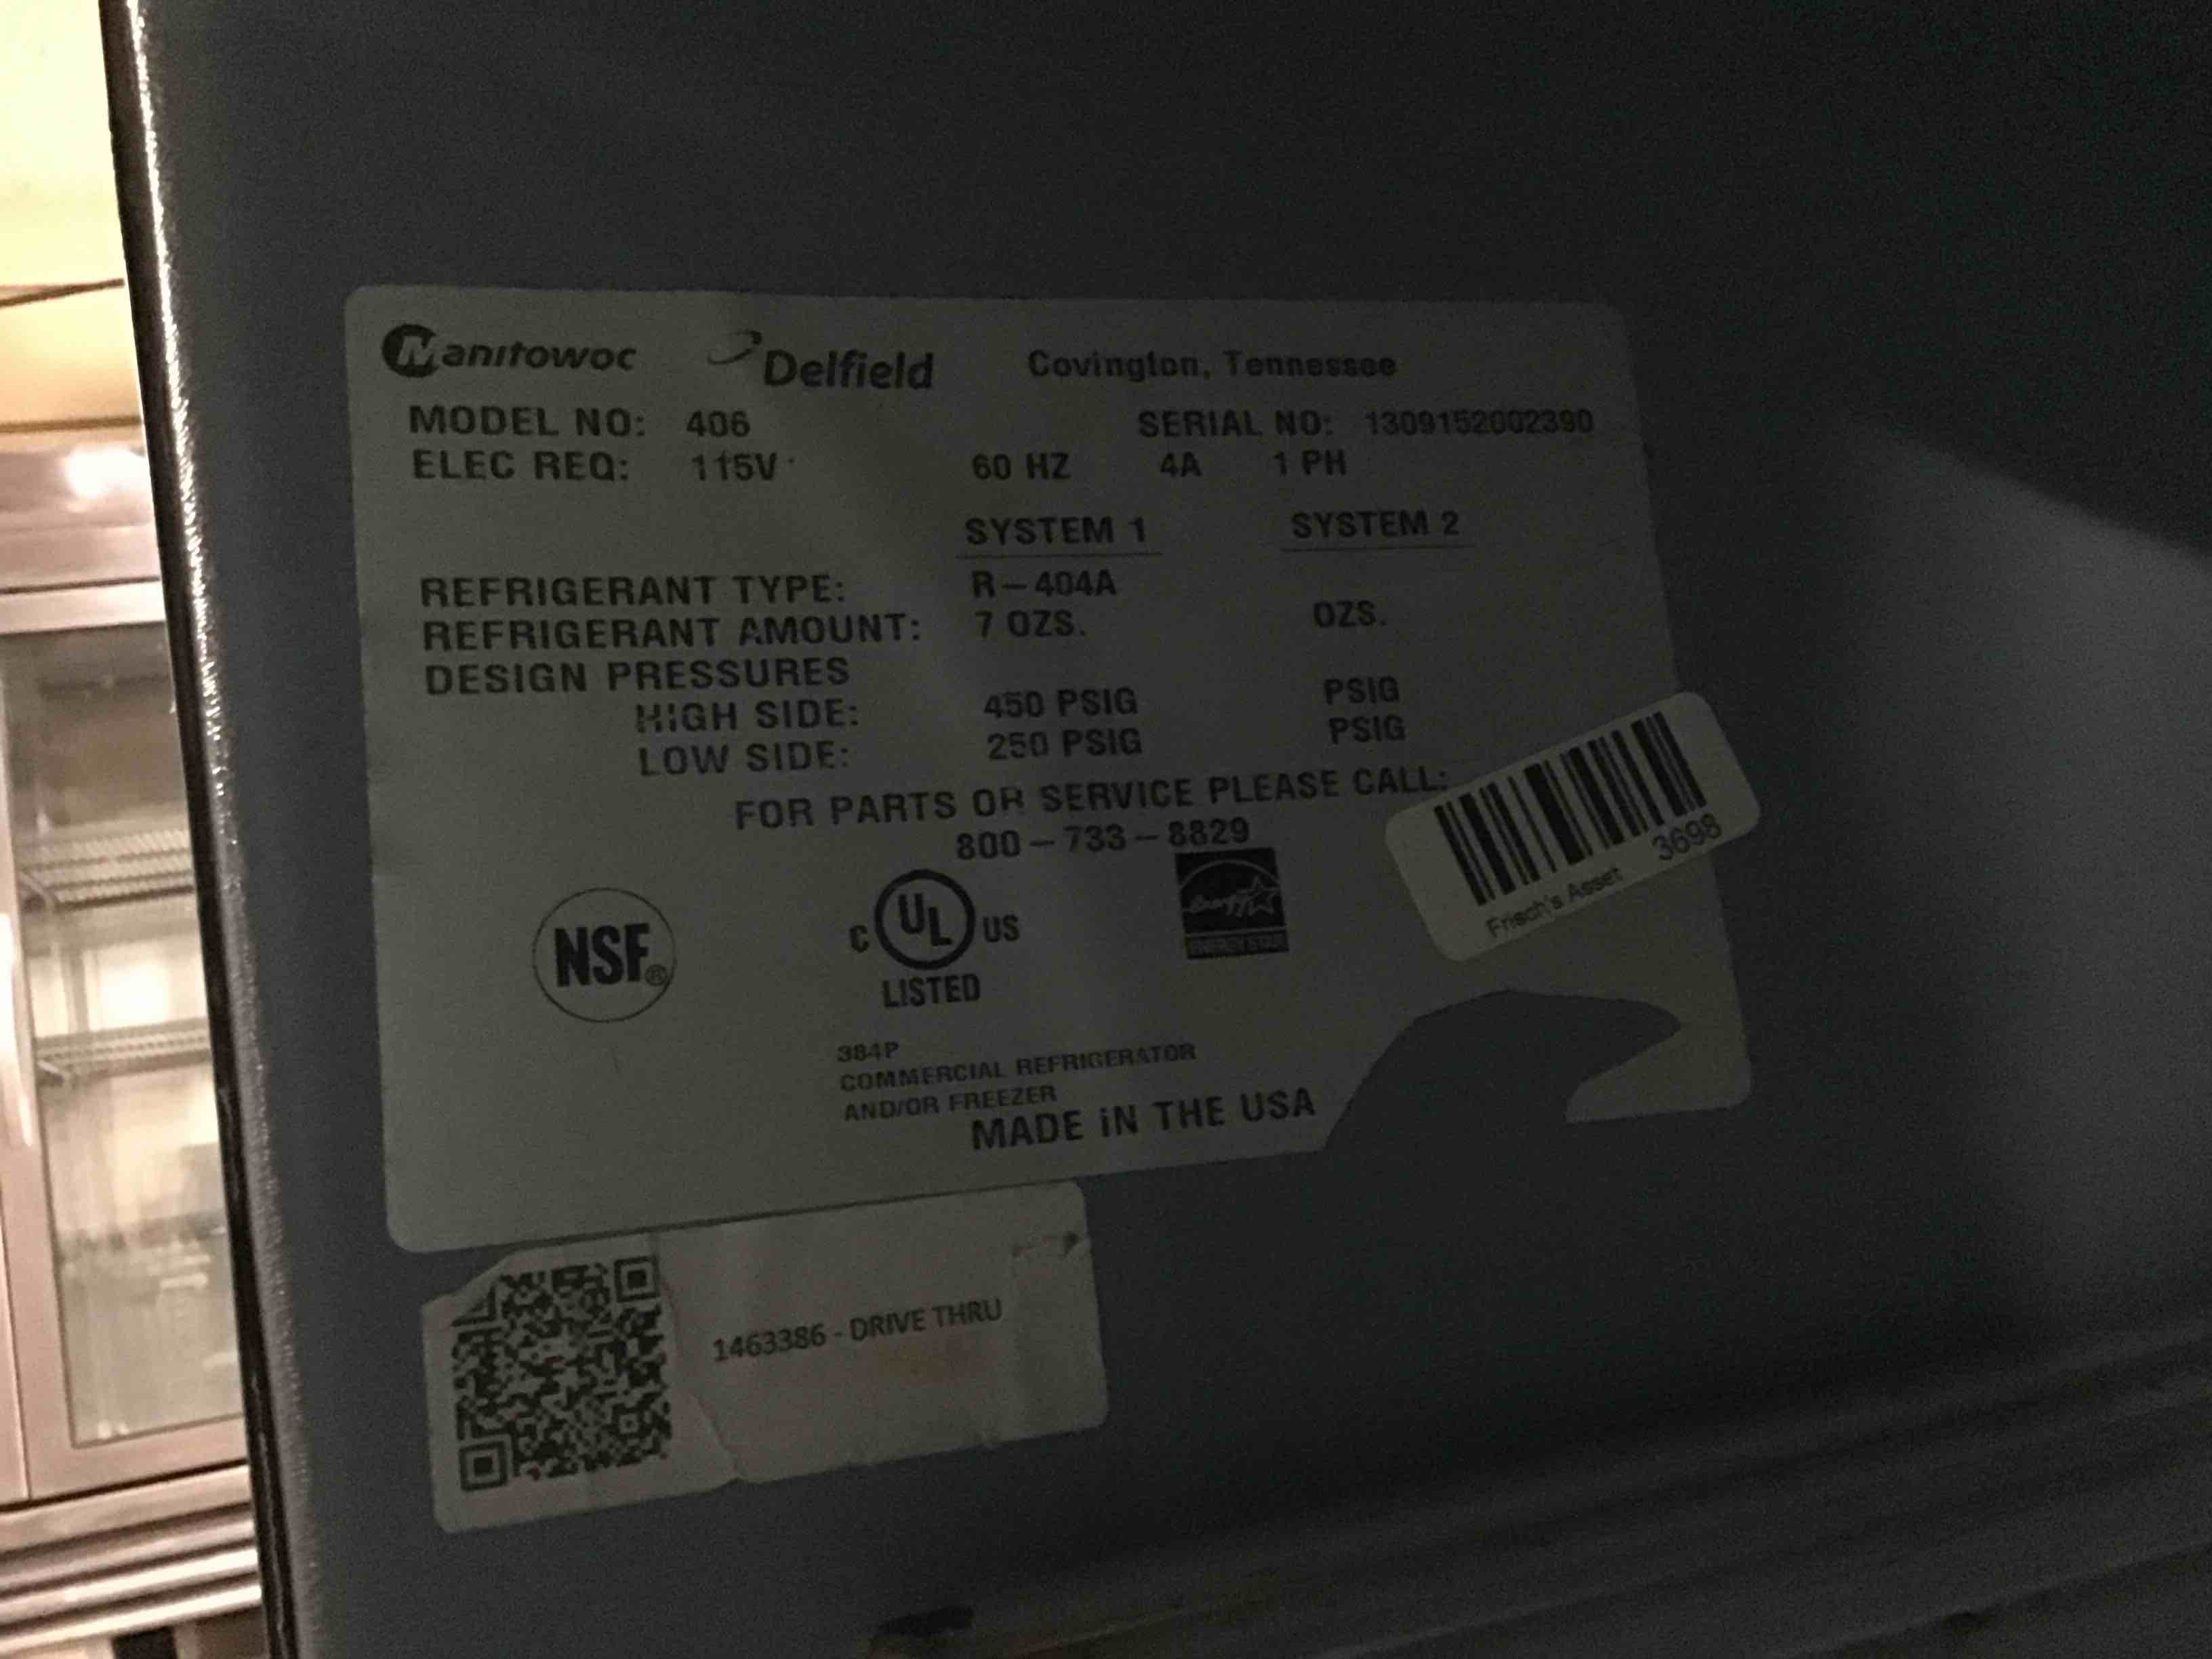 Manitowoc Delfield Covington, Tennessee
MODEL NO: 406 SERIAL NO: 1309152002390
ELEC REQ: 115V 60 HZ 4A 1 PH
SYSTEM 1 SYSTEM 2
REFRIGERANT TYPE: R-404A
REFRIGERANT AMOUNT: 7 OZS. OZS.
DESIGN PRESSURES
HIGH SIDE: 450 PSIG PSIG
LOW SIDE: 250 PSIG PSIG
FOR PARTS OR SERVICE PLEASE CALL:
800-733-8829
NSF®
C UL US
LISTED
energy
ENERGY STAR
Frisch's Asset 3698
384P
COMMERCIAL REFRIGERATOR
AND/OR FREEZER
MADE IN THE USA
1463386 - DRIVE THRU